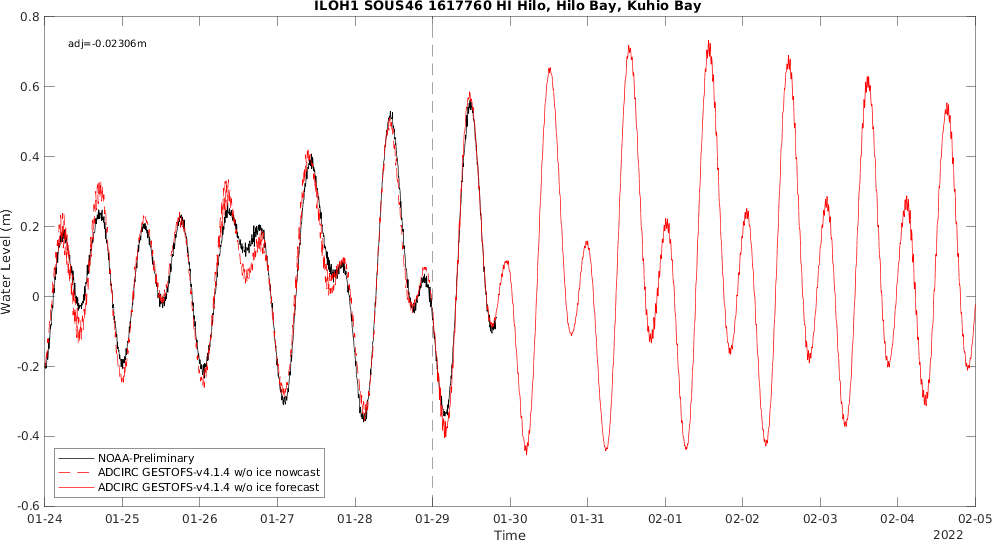 ILOH1 SOUS46 1617760 HI Hilo, Hilo Bay, Kuhio Bay
adj=-0.02306m
Water Level (m)
0.8
0.6
0.4
0.2
0
-0.2
-0.4
-0.6
NOAA-Preliminary
ADCIRC GESTOFS-v4.1.4 w/o ice nowcast
ADCIRC GESTOFS-v4.1.4 w/o ice forecast
01-24 01-25 01-26 01-27 01-28 01-29 01-30 01-31 02-01 02-02 02-03 02-04 02-05
Time
2022